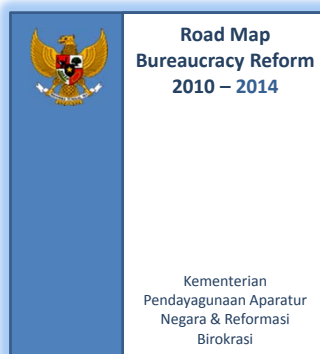 Road Map
Bureaucracy Reform
2010 – 2014
Kementerian
Pendayagunaan Aparatur
Negara & Reformasi
Birokrasi